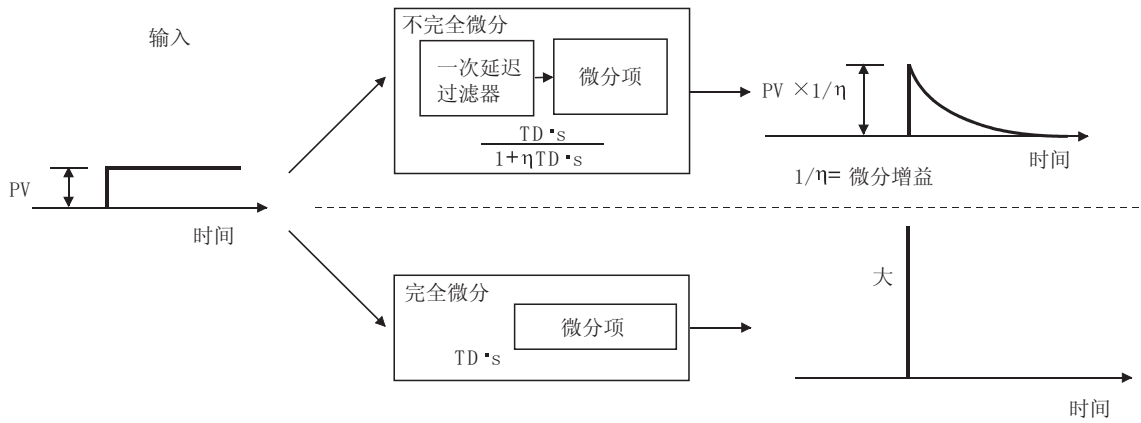 输入
PV
时间
不完全微分
一次延迟
过滤器
微分项
TD▪s
1+ηTD▪s
PV ×1/η
时间
1/η= 微分增益
完全微分
微分项
TD▪s
大
时间